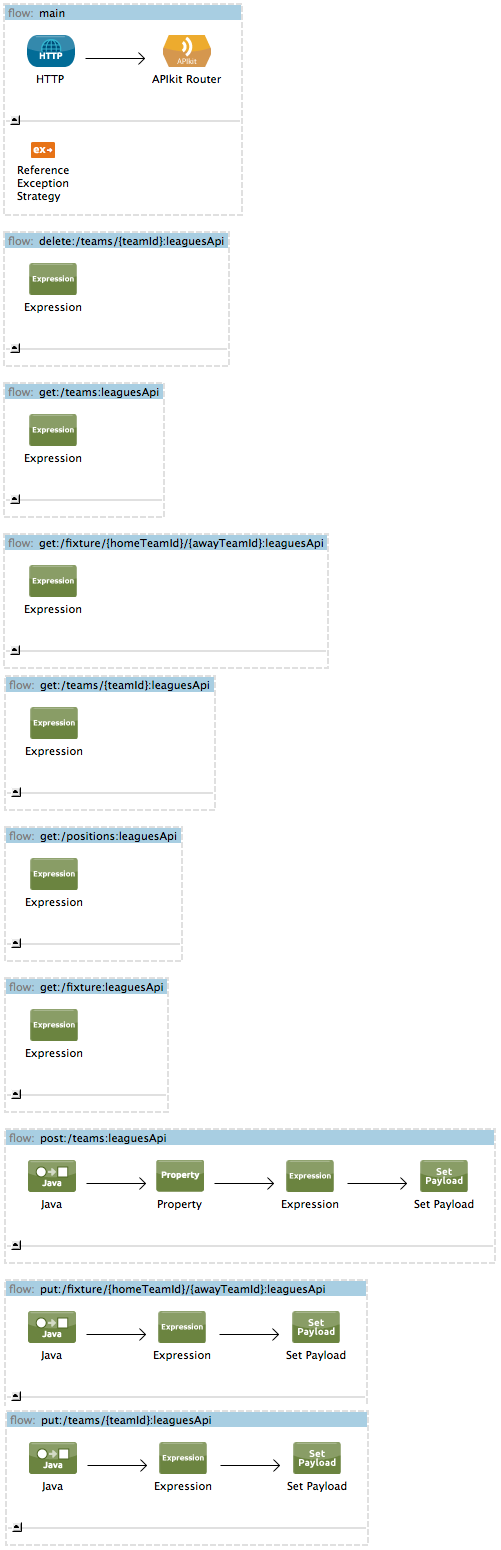 flow: main
HTTP
APIkit
HTTP
APIkit Router
ex
Reference
Exception
Strategy
flow: delete:/teams/{teamId}:leaguesApi
Expression
Expression
flow: get:/teams:leaguesApi
Expression
Expression
flow: get:/fixture/{homeTeamId}/{awayTeamId}:leaguesApi
Expression
Expression
flow: get:/teams/{teamId}:leaguesApi
Expression
Expression
flow: get:/positions:leaguesApi
Expression
Expression
flow: get:/fixture:leaguesApi
Expression
Expression
flow: post:/teams:leaguesApi
Java
Property
Expression
Set
Payload
Java
Property
Expression
Set Payload
flow: put:/fixture/{homeTeamId}/{awayTeamId}:leaguesApi
Java
Expression
Set
Payload
Java
Expression
Set Payload
flow: put:/teams/{teamId}:leaguesApi
Java
Expression
Set
Payload
Java
Expression
Set Payload